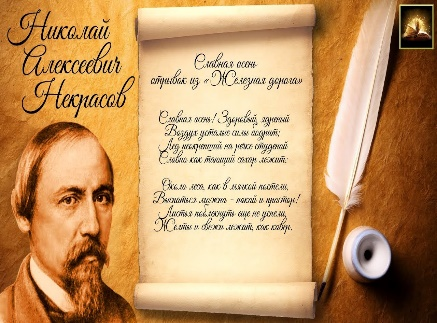 Николай
Алексеевич
Некрасов
Славная осень
отрывок из «Железная дорога»
Славная осень! Здоровый, ядреный
Воздух усталые силы бодрит;
Лед неокрепший на речке студеной
Словно как тающий сахар лежит;
Около леса, как в мягкой постели,
Выспаться можно - покой и простор!
Листья поблекнуть еще не успели,
Желты и свежи лежат, как ковер.